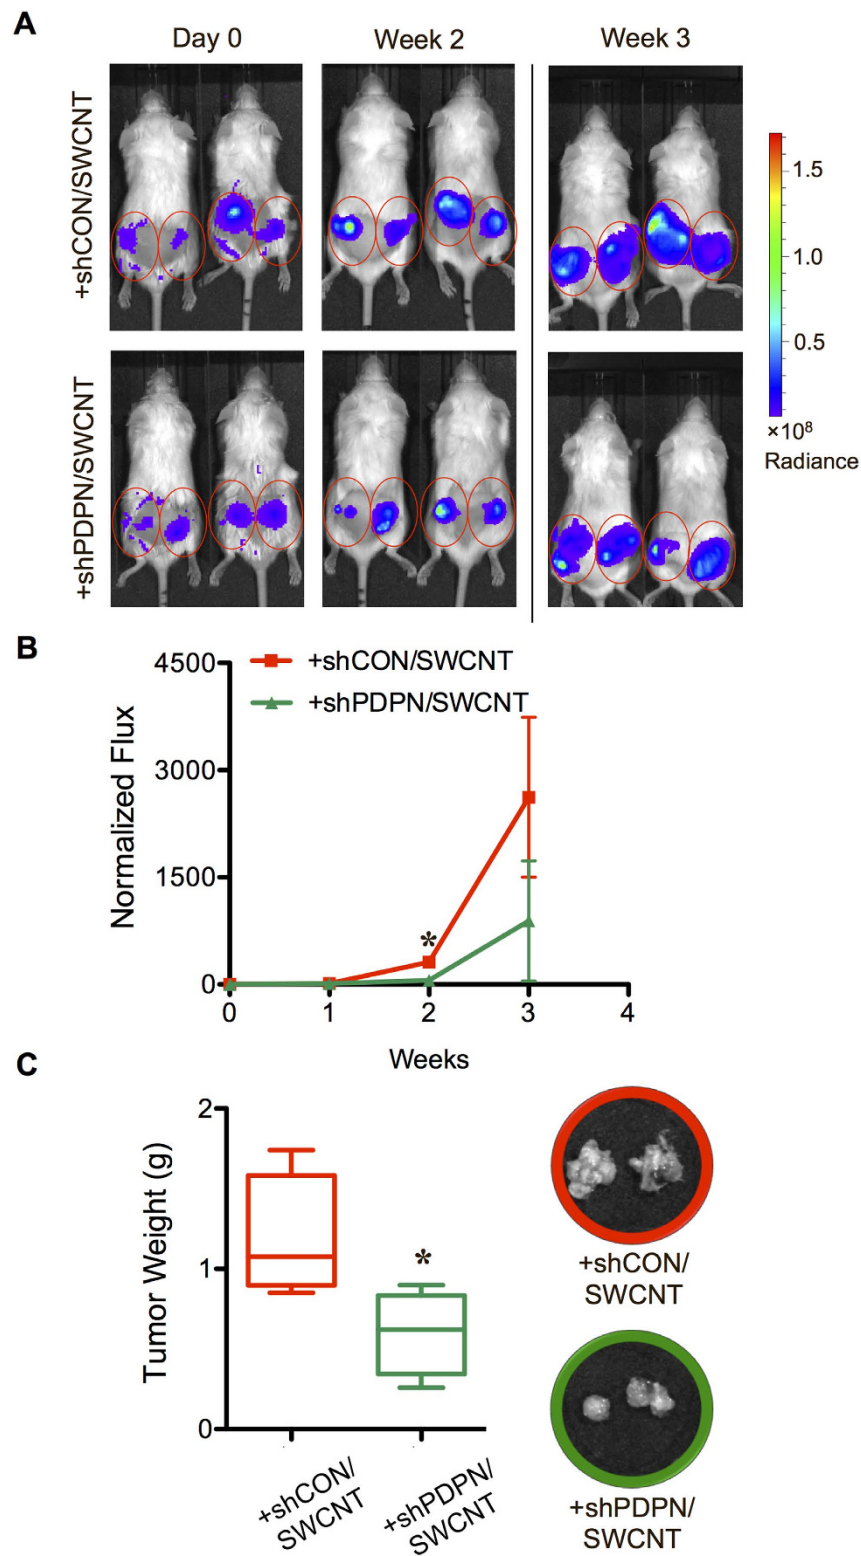 A
Day 0
Week 2
Week 3
+shCON/SWCNT
+shPDPN/SWCNT
1.5
1.0
0.5
×10⁸
Radiance
B
+shCON/SWCNT
+shPDPN/SWCNT
Normalized Flux
4500
3000
1500
0
*
0 1 2 3 4
Weeks
C
Tumor Weight (g)
2
1
0
*
+shCON/
SWCNT
+shPDPN/
SWCNT
+shCON/
SWCNT
+shPDPN/
SWCNT